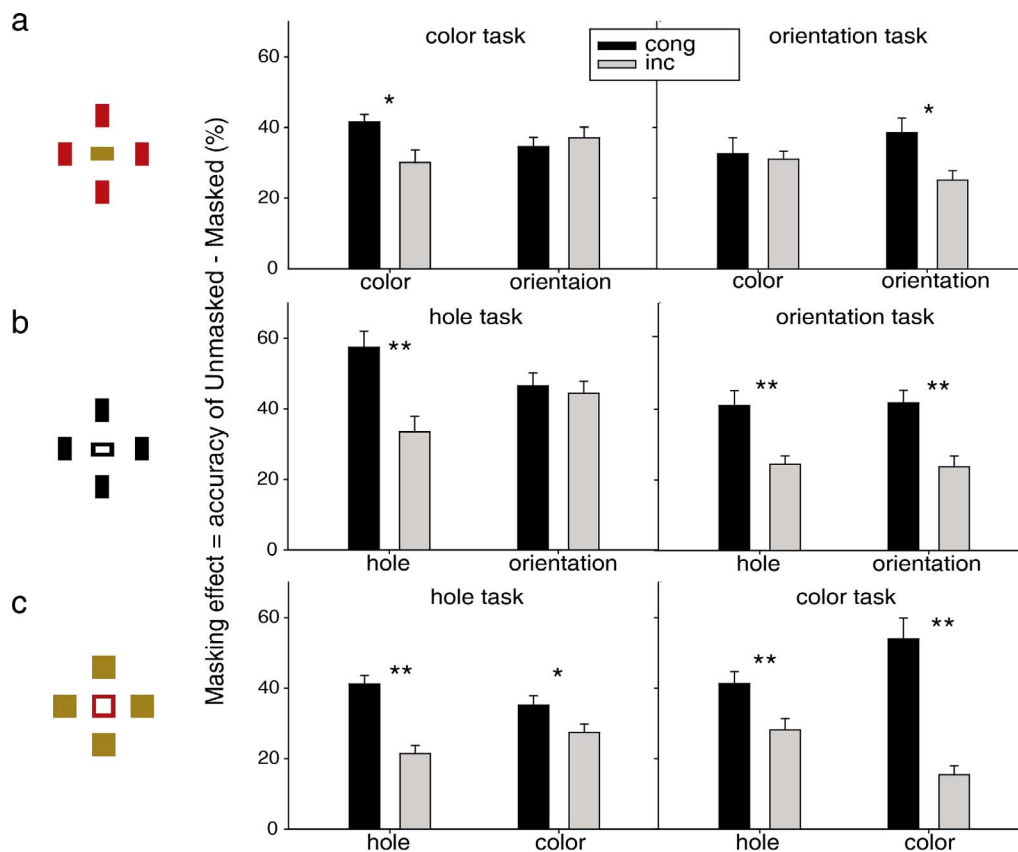 a
color task
orientation task
cong
inc
60
40
20
0
*
*
color
orientaion
color
orientation
Masking effect = accuracy of Unmasked - Masked (%)
b
hole task
orientation task
60
40
20
0
**
**
**
hole
orientation
hole
orientation
c
hole task
color task
60
40
20
0
**
*
**
**
hole
color
hole
color